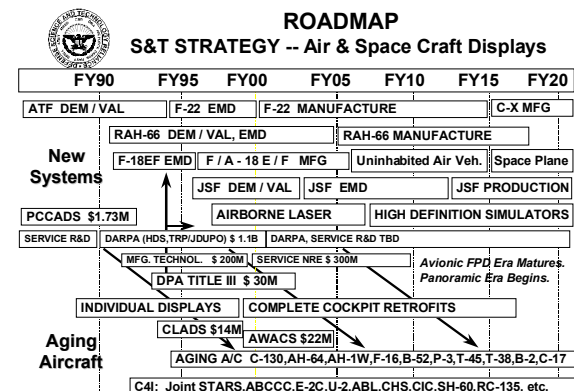 ROADMAP
S&T STRATEGY -- Air & Space Craft Displays
FY90 FY95 FY00 FY05 FY10 FY15 FY20
ATF DEM / VAL F-22 EMD F-22 MANUFACTURE C-X MFG
RAH-66 DEM / VAL, EMD RAH-66 MANUFACTURE
New Systems
F-18EF EMD F / A - 18 E / F MFG Uninhabited Air Veh. Space Plane
JSF DEM / VAL JSF EMD JSF PRODUCTION
PCCADS $1.73M AIRBORNE LASER HIGH DEFINITION SIMULATORS
SERVICE R&D DARPA (HDS,TRP/JDUPO) $ 1.1B DARPA, SERVICE R&D TBD
MFG. TECHNOL. $ 200M SERVICE NRE $ 300M Avionic FPD Era Matures.
DPA TITLE III $ 30M Panoramic Era Begins.
INDIVIDUAL DISPLAYS COMPLETE COCKPIT RETROFITS
CLADS $14M AWACS $22M
Aging Aircraft
AGING A/C C-130,AH-64,AH-1W,F-16,B-52,P-3,T-45,T-38,B-2,C-17
C4I: Joint STARS,ABCCC,E-2C,U-2,ABL,CHS,CIC,SH-60,RC-135, etc.